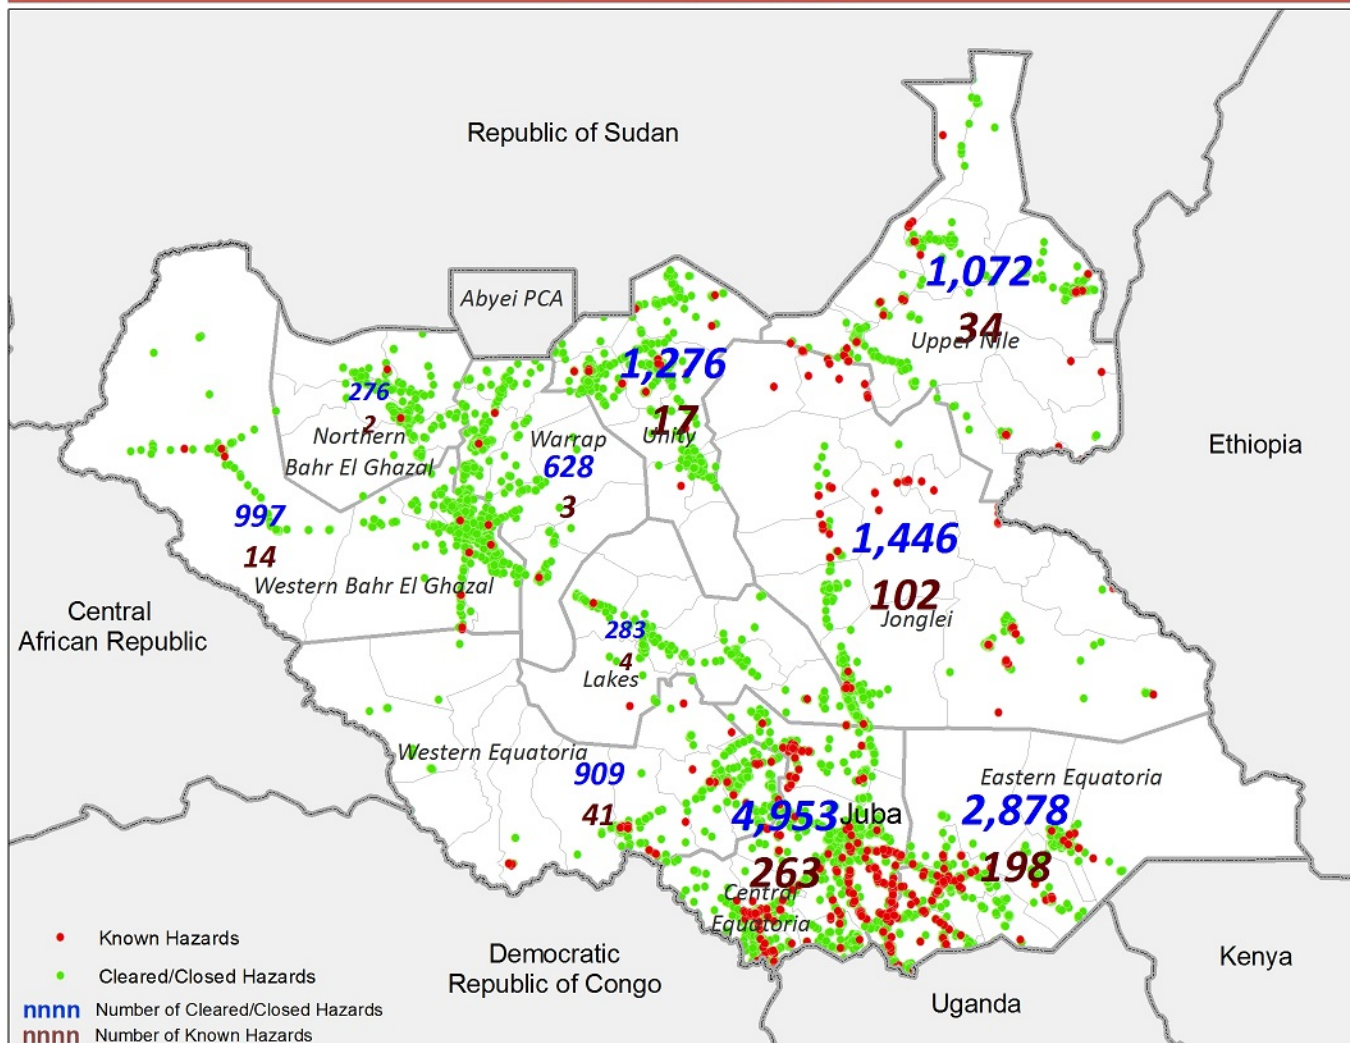 Republic of Sudan
Abyei PCA
1,072
34
Upper Nile
1,276
17
Unity
276
2
Northern
Bahr El Ghazal
Warrap
628
3
Ethiopia
997
14
Western Bahr El Ghazal
1,446
102
Jonglei
Central
African Republic
283
4
Lakes
Western Equatoria
909
41
4,953
Juba
263
Central
Equatoria
Eastern Equatoria
2,878
198
Democratic
Republic of Congo
Uganda
Kenya
Known Hazards
Cleared/Closed Hazards
nnnn Number of Cleared/Closed Hazards
nnnn Number of Known Hazards